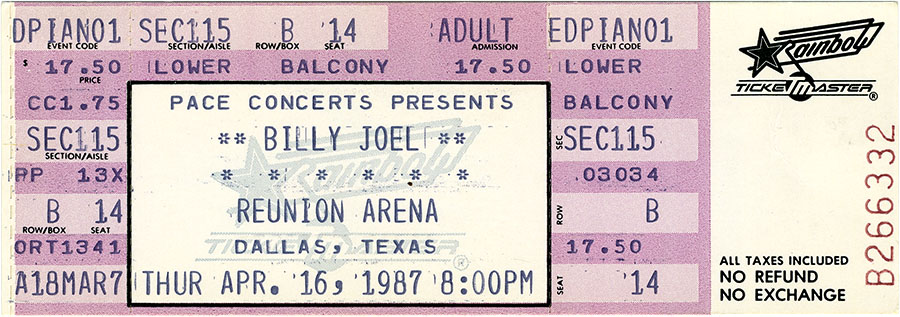 EDPIANO1 SEC115 B 14 ADULT EDPIANO1
EVENT CODE SECTION/AISLE ROW/BOX SEAT ADMISSION
$ 17.50 LOWER BALCONY 17.50 LOWER
PRICE
CC1.75 PACE CONCERTS PRESENTS BALCONY
SEC115 ** BILLY JOEL ** SEC SEC115
SECTION/AISLE
RP 13X * * * * * * 03034
Rainbow
B 14 REUNION ARENA ROW B
ROW/BOX SEAT
TICKETMASTER
ORT1341 DALLAS, TEXAS 17.50
A18MAR7 THUR APR. 16, 1987 8:00PM SEAT 14
Rainbow
TICKETMASTER®
ALL TAXES INCLUDED
NO REFUND
NO EXCHANGE
B266332